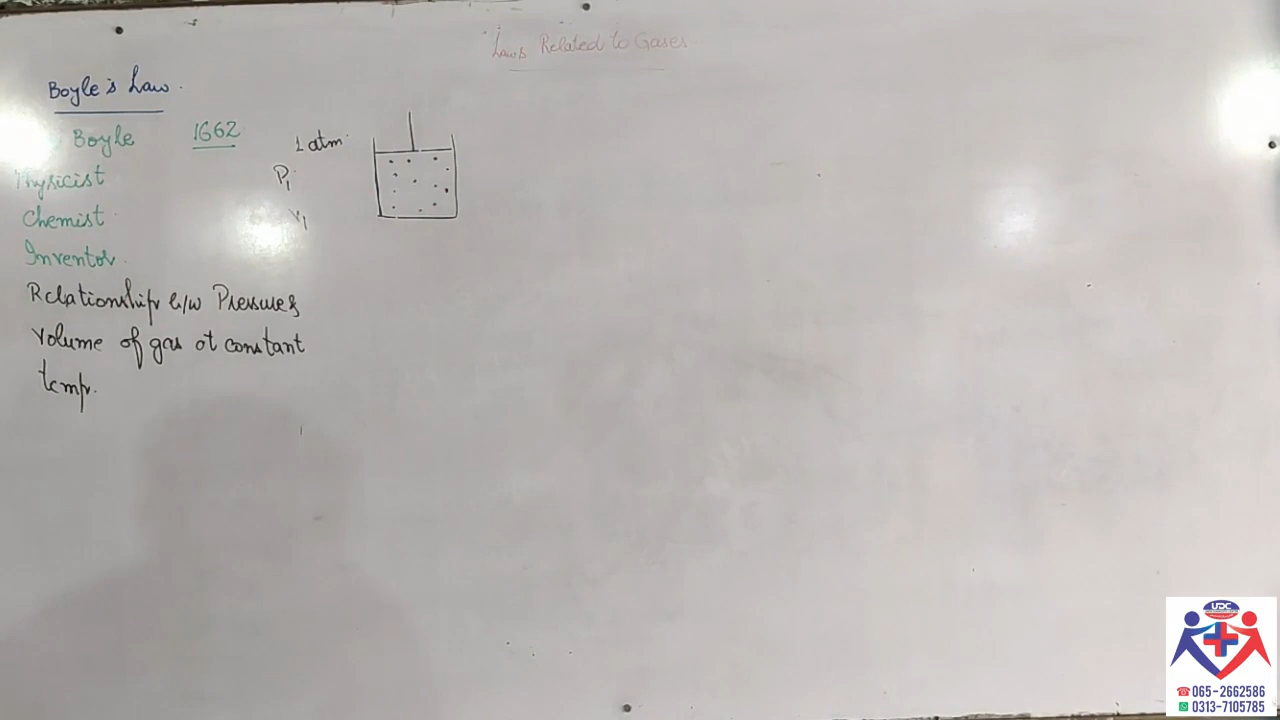 Laws Related to Gases
Boyle's Law.
Boyle 1662
Physicist
Chemist
Inventor.
Relationship b/w Pressure &
volume of gas at constant
temp.
1 atm
P1
V1
UDC
065-2662586
0313-7105785